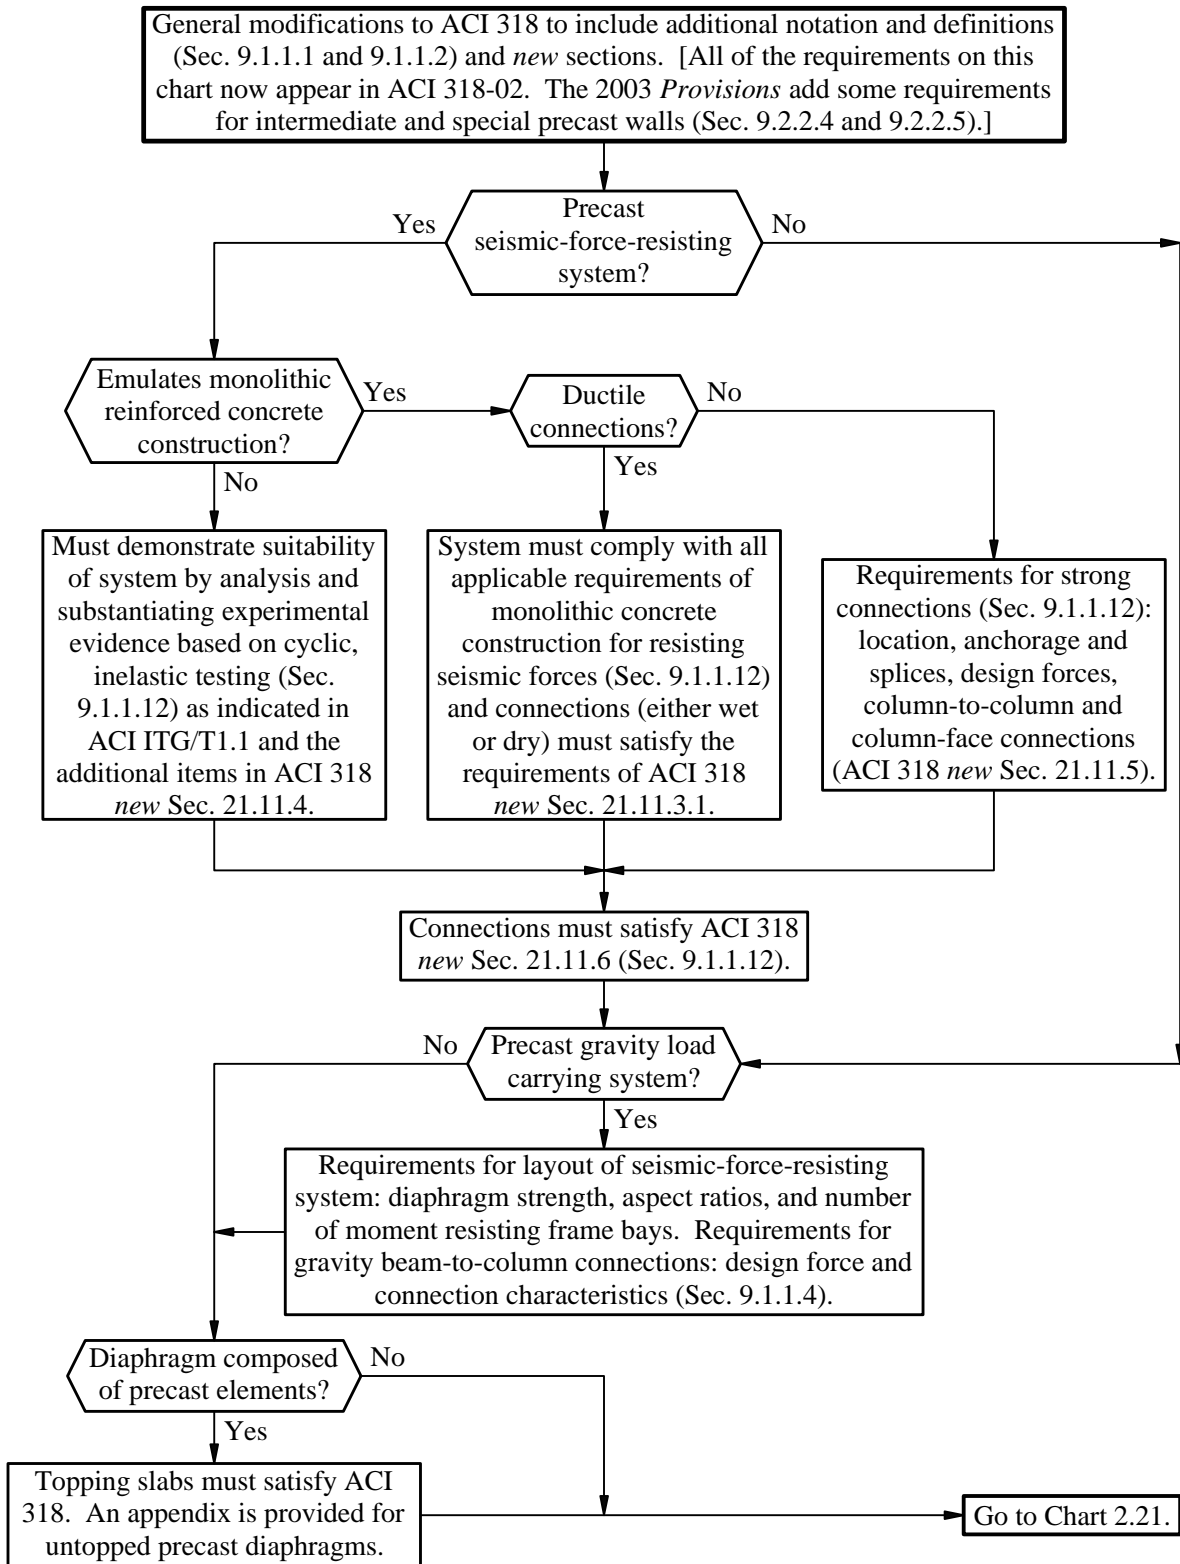 General modifications to ACI 318 to include additional notation and definitions
(Sec. 9.1.1.1 and 9.1.1.2) and new sections. [All of the requirements on this
chart now appear in ACI 318-02. The 2003 Provisions add some requirements
for intermediate and special precast walls (Sec. 9.2.2.4 and 9.2.2.5).]
Precast
seismic-force-resisting
system?
Yes
No
Emulates monolithic
reinforced concrete
construction?
Yes
No
Ductile
connections?
No
Yes
Must demonstrate suitability
of system by analysis and
substantiating experimental
evidence based on cyclic,
inelastic testing (Sec.
9.1.1.12) as indicated in
ACI ITG/T1.1 and the
additional items in ACI 318
new Sec. 21.11.4.
System must comply with all
applicable requirements of
monolithic concrete
construction for resisting
seismic forces (Sec. 9.1.1.12)
and connections (either wet
or dry) must satisfy the
requirements of ACI 318
new Sec. 21.11.3.1.
Requirements for strong
connections (Sec. 9.1.1.12):
location, anchorage and
splices, design forces,
column-to-column and
column-face connections
(ACI 318 new Sec. 21.11.5).
Connections must satisfy ACI 318
new Sec. 21.11.6 (Sec. 9.1.1.12).
No
Precast gravity load
carrying system?
Yes
Requirements for layout of seismic-force-resisting
system: diaphragm strength, aspect ratios, and number
of moment resisting frame bays. Requirements for
gravity beam-to-column connections: design force and
connection characteristics (Sec. 9.1.1.4).
Diaphragm composed
of precast elements?
No
Yes
Topping slabs must satisfy ACI
318. An appendix is provided for
untopped precast diaphragms.
Go to Chart 2.21.